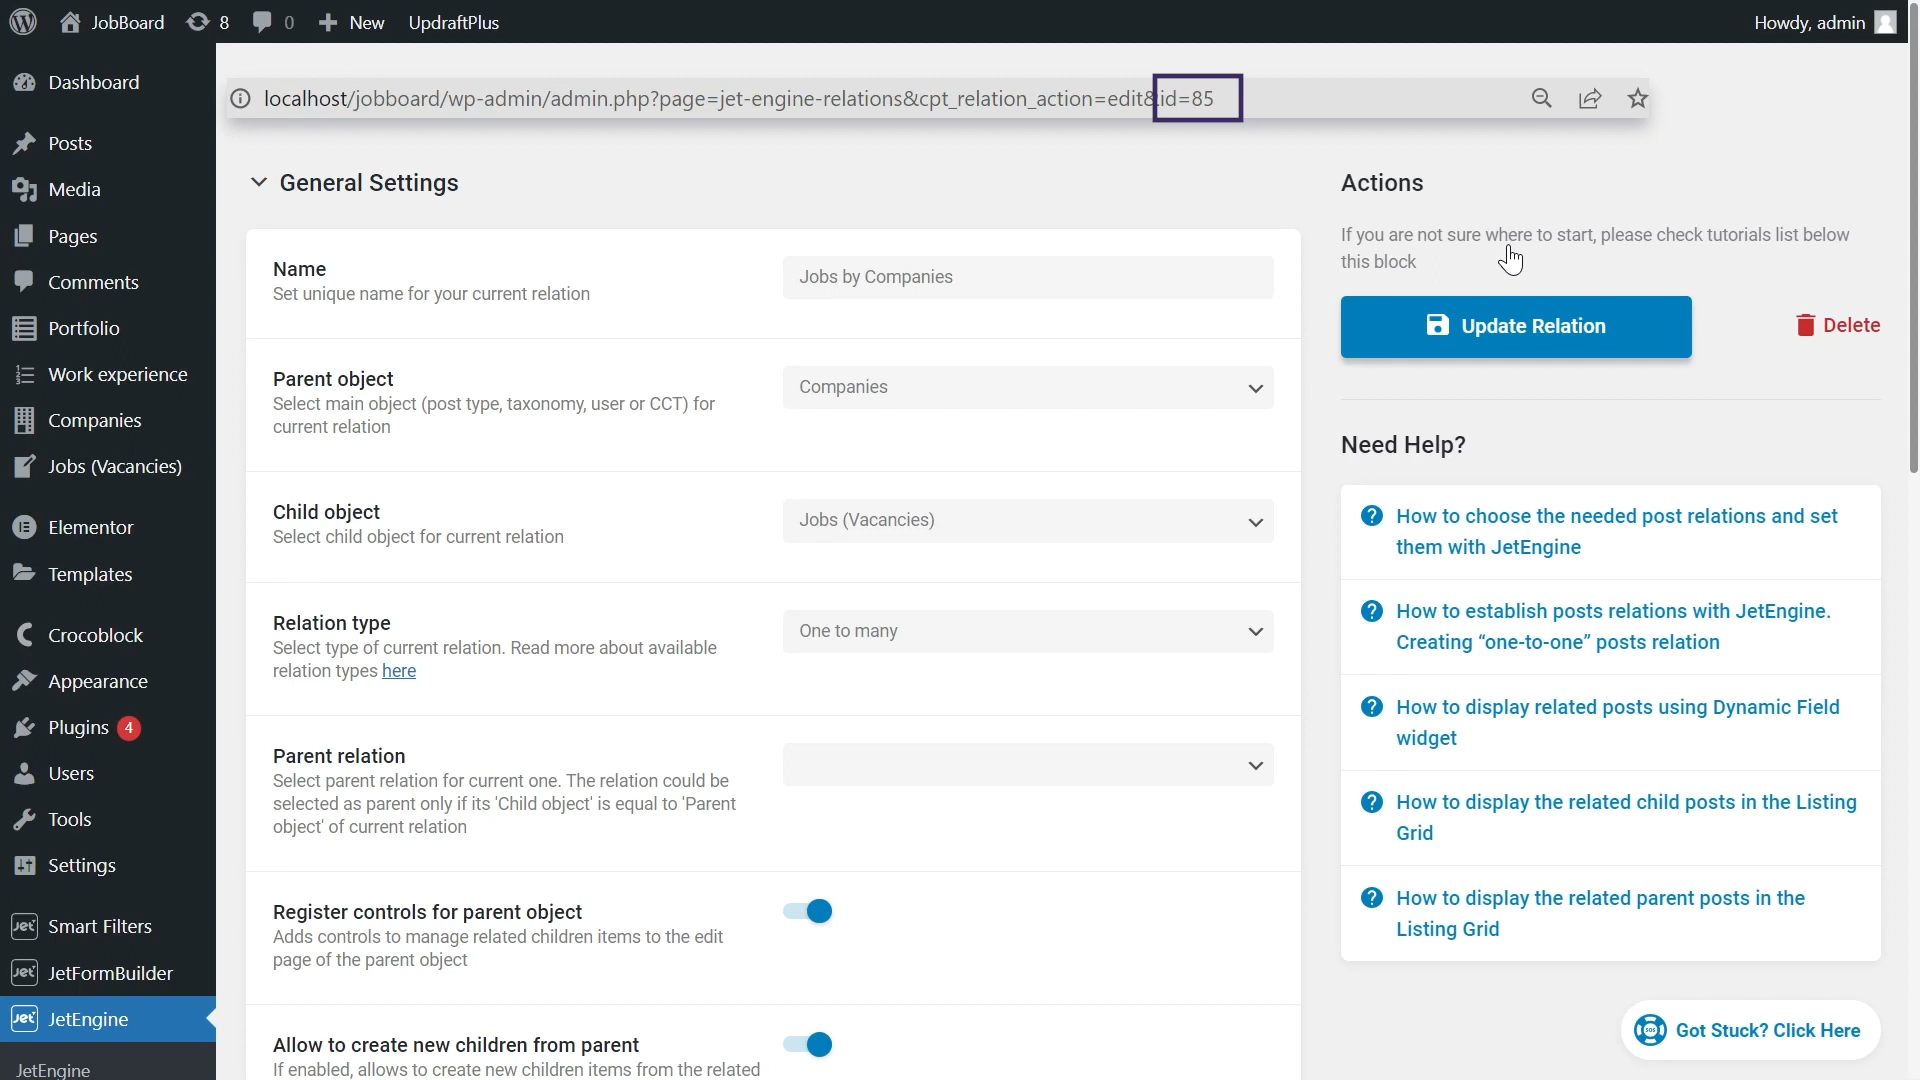 JobBoard
8
0
New
UpdraftPlus
Howdy, admin
Dashboard
Posts
Media
Pages
Comments
Portfolio
Work experience
Companies
Jobs (Vacancies)
Elementor
Templates
Crocoblock
Appearance
Plugins 4
Users
Tools
Settings
Jet Smart Filters
Jet JetFormBuilder
Jet JetEngine
JetEngine
localhost/jobboard/wp-admin/admin.php?page=jet-engine-relations&cpt_relation_action=edit&id=85
General Settings
Name
Set unique name for your current relation
Jobs by Companies
Parent object
Select main object (post type, taxonomy, user or CCT) for
current relation
Companies
Child object
Select child object for current relation
Jobs (Vacancies)
Relation type
Select type of current relation. Read more about available
relation types here
One to many
Parent relation
Select parent relation for current one. The relation could be
selected as parent only if its 'Child object' is equal to 'Parent
object' of current relation
Register controls for parent object
Adds controls to manage related children items to the edit
page of the parent object
Allow to create new children from parent
If enabled, allows to create new children items from the related
Actions
If you are not sure where to start, please check tutorials list below
this block
Update Relation
Delete
Need Help?
How to choose the needed post relations and set
them with JetEngine
How to establish posts relations with JetEngine.
Creating “one-to-one” posts relation
How to display related posts using Dynamic Field
widget
How to display the related child posts in the Listing
Grid
How to display the related parent posts in the
Listing Grid
Got Stuck? Click Here